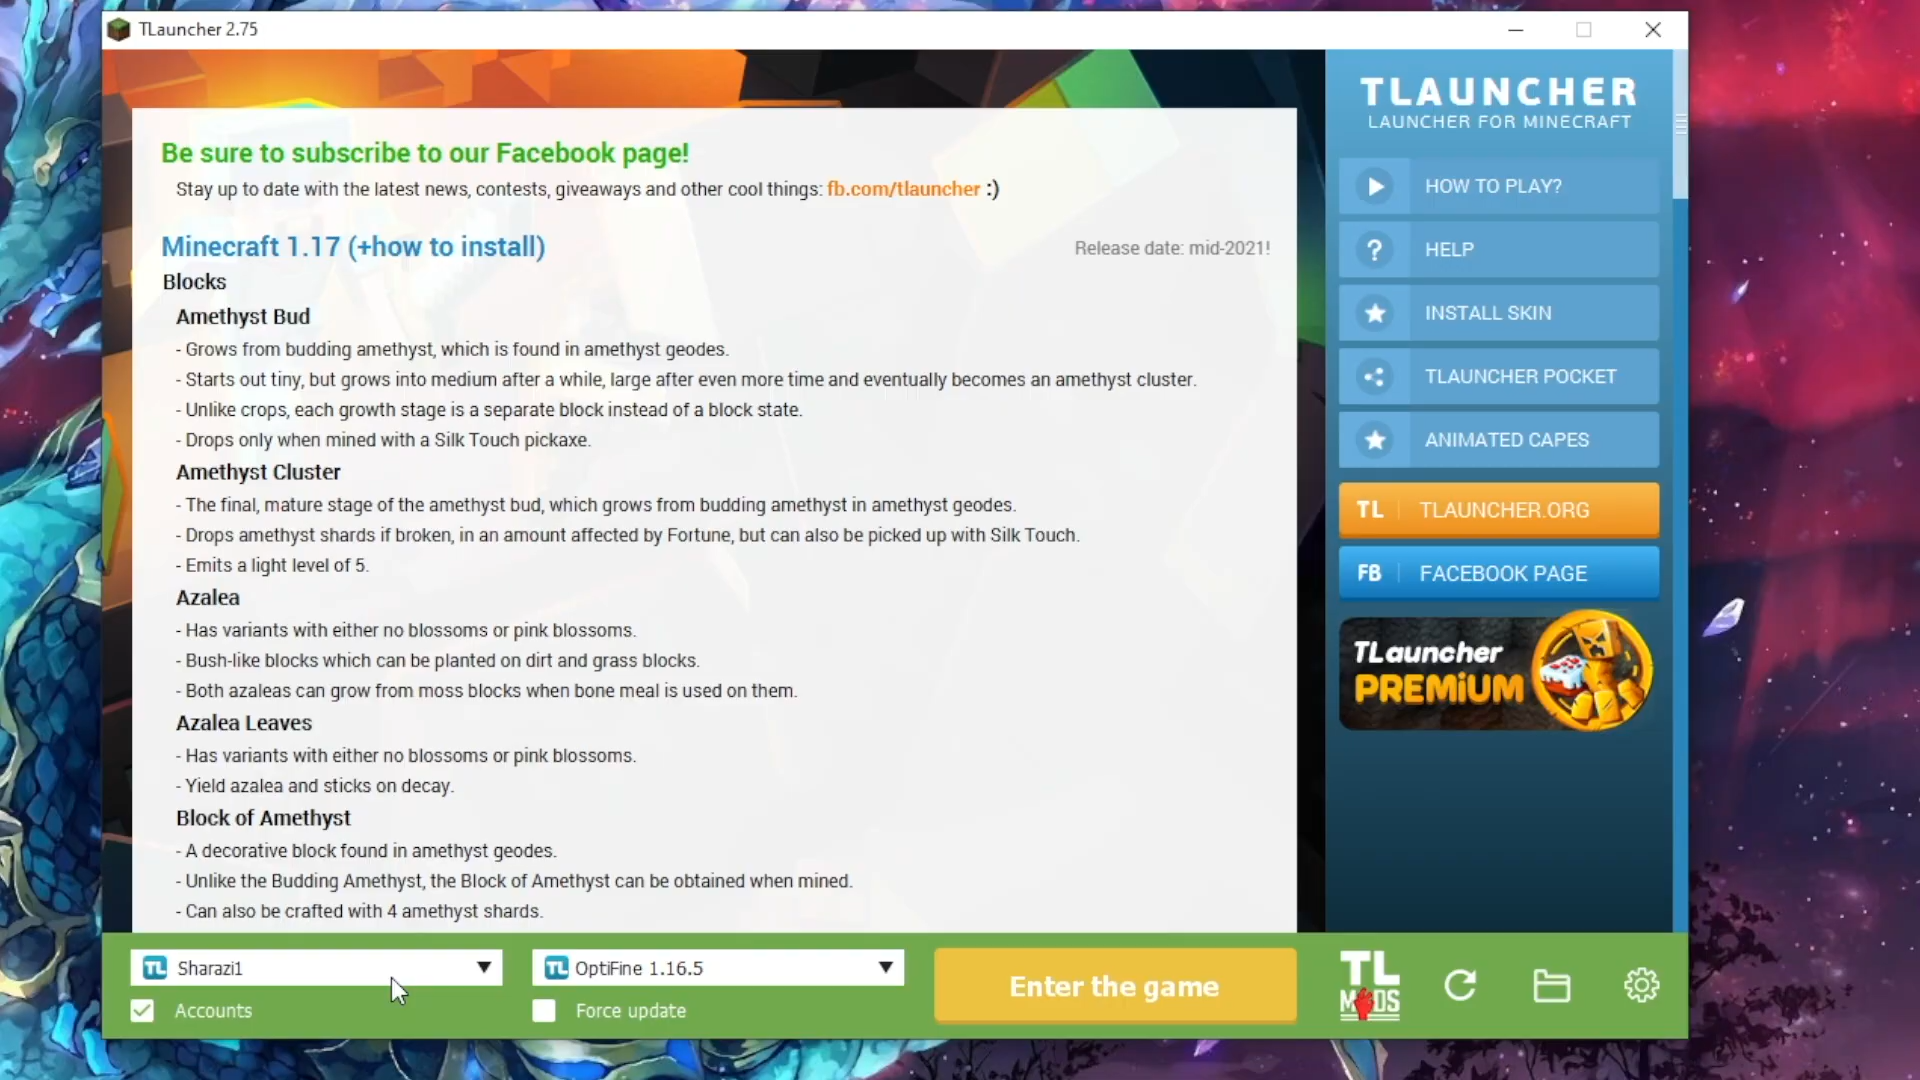 TLauncher 2.75
Be sure to subscribe to our Facebook page!
Stay up to date with the latest news, contests, giveaways and other cool things: fb.com/tlauncher :)
Minecraft 1.17 (+how to install)
Release date: mid-2021!
Blocks
Amethyst Bud
- Grows from budding amethyst, which is found in amethyst geodes.
- Starts out tiny, but grows into medium after a while, large after even more time and eventually becomes an amethyst cluster.
- Unlike crops, each growth stage is a separate block instead of a block state.
- Drops only when mined with a Silk Touch pickaxe.
Amethyst Cluster
- The final, mature stage of the amethyst bud, which grows from budding amethyst in amethyst geodes.
- Drops amethyst shards if broken, in an amount affected by Fortune, but can also be picked up with Silk Touch.
- Emits a light level of 5.
Azalea
- Has variants with either no blossoms or pink blossoms.
- Bush-like blocks which can be planted on dirt and grass blocks.
- Both azaleas can grow from moss blocks when bone meal is used on them.
Azalea Leaves
- Has variants with either no blossoms or pink blossoms.
- Yield azalea and sticks on decay.
Block of Amethyst
- A decorative block found in amethyst geodes.
- Unlike the Budding Amethyst, the Block of Amethyst can be obtained when mined.
- Can also be crafted with 4 amethyst shards.
TLAUNCHER
LAUNCHER FOR MINECRAFT
HOW TO PLAY?
? HELP
INSTALL SKIN
TLAUNCHER POCKET
ANIMATED CAPES
TL TLAUNCHER.ORG
FB FACEBOOK PAGE
TLauncher
PREMIUM
TL Sharazi1
Accounts
TL OptiFine 1.16.5
Force update
Enter the game
TL
MODS